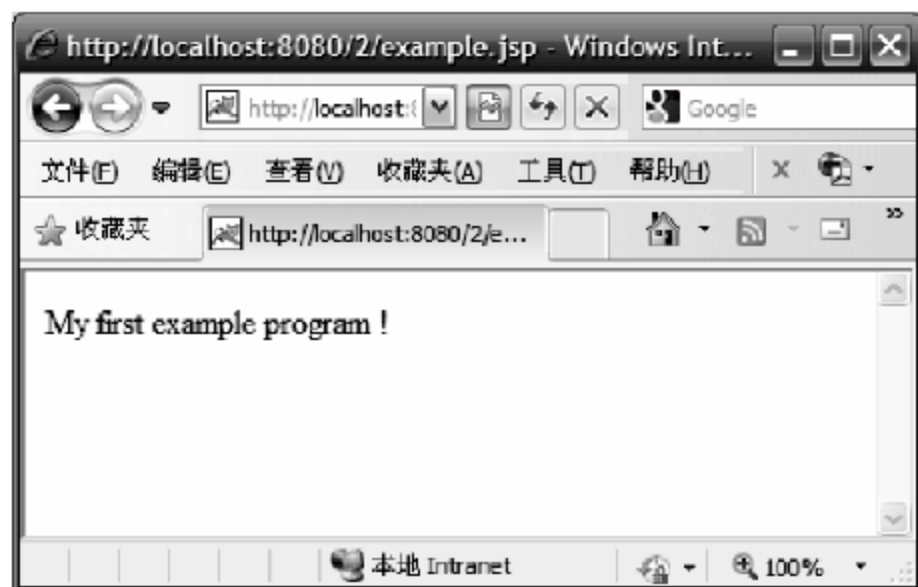 http://localhost:8080/2/example.jsp - Windows Int...
http://localhost:8 Google
文件(F) 编辑(E) 查看(V) 收藏夹(A) 工具(T) 帮助(H)
收藏夹 http://localhost:8080/2/e...
My first example program !
本地 Intranet 100%